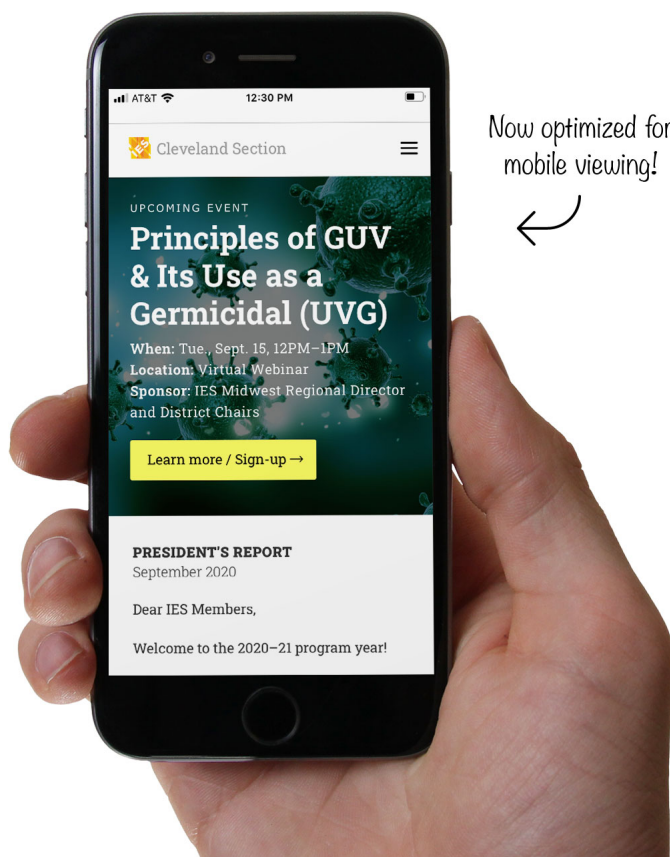 AT&T
12:30 PM
IES
Cleveland Section
UPCOMING EVENT
Principles of GUV
& Its Use as a
Germicidal (UVG)
When: Tue., Sept. 15, 12PM–1PM
Location: Virtual Webinar
Sponsor: IES Midwest Regional Director
and District Chairs
Learn more / Sign-up →
PRESIDENT'S REPORT
September 2020
Dear IES Members,
Welcome to the 2020–21 program year!
Now optimized for
mobile viewing!